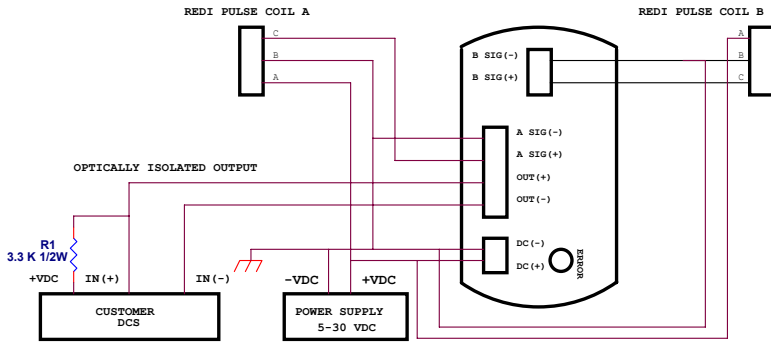 REDI PULSE COIL A
REDI PULSE COIL B
C
B
A
A
B
C
B SIG(-)
B SIG(+)
A SIG(-)
A SIG(+)
OUT(+)
OUT(-)
OPTICALLY ISOLATED OUTPUT
DC(-)
DC(+)
ERROR
R1
3.3 K 1/2W
+VDC
IN(+)
IN(-)
-VDC
+VDC
CUSTOMER
DCS
POWER SUPPLY
5-30 VDC